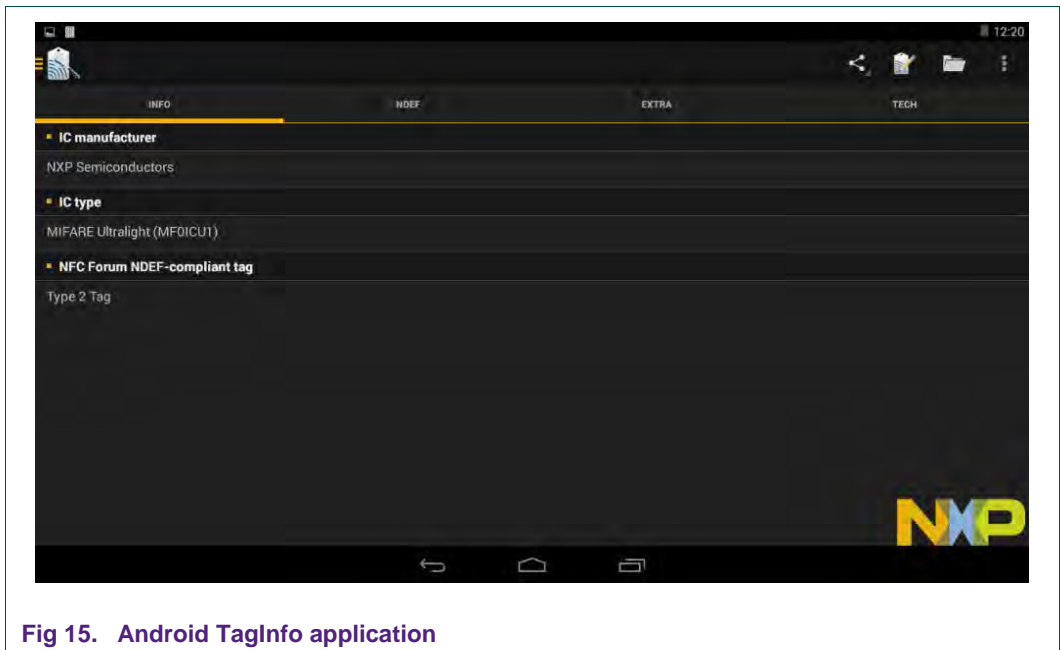 12:20
INFO NDEF EXTRA TECH
IC manufacturer
NXP Semiconductors
IC type
MIFARE Ultralight (MF0ICU1)
NFC Forum NDEF-compliant tag
Type 2 Tag
NXP
Fig 15. Android TagInfo application